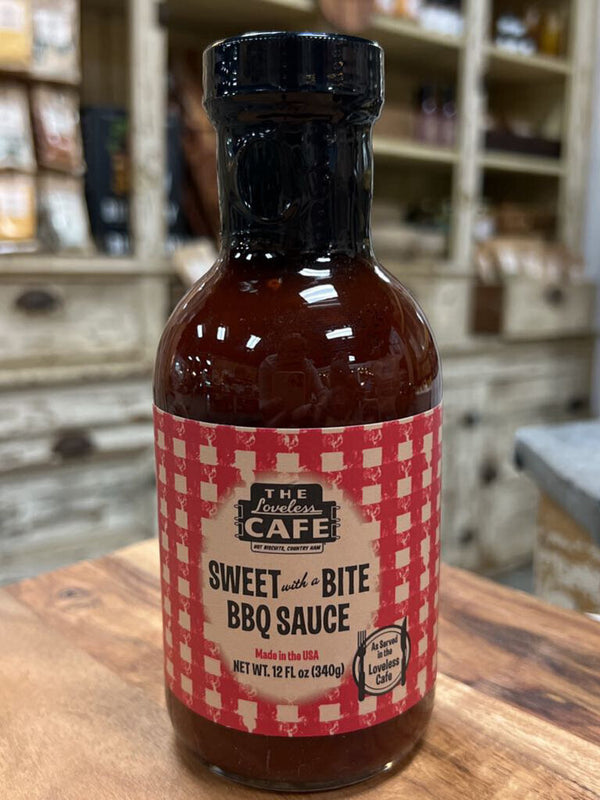 THE
Loveless
CAFE
HOT BISCUITS, COUNTRY HAM
SWEET with a BITE
BBQ SAUCE
Made in the USA
NET WT. 12 FL oz (340g)
As Served
in the
Loveless
Cafe